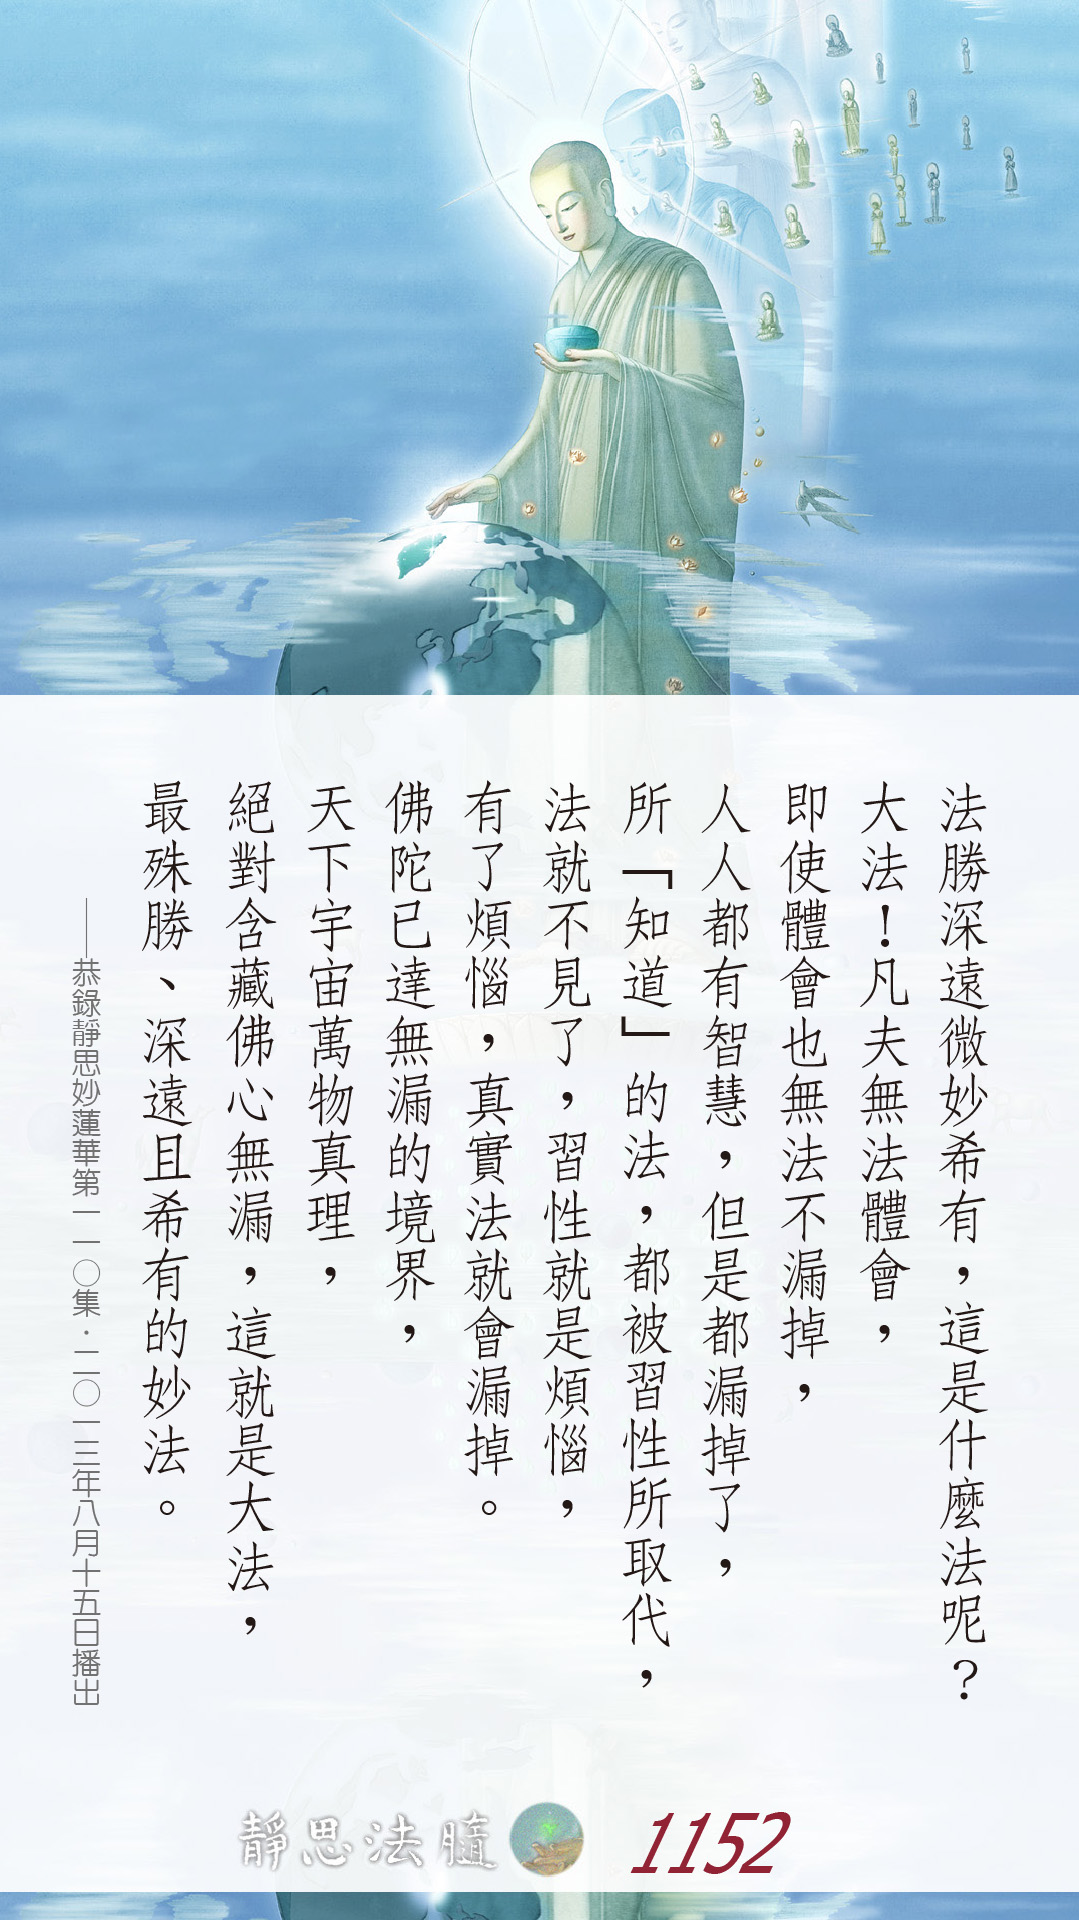 法勝深遠微妙希有，這是什麼法呢？
大法！凡夫無法體會，
即使體會也無法不漏掉，
人人都有智慧，但是都漏掉了，
所「知道」的法，都被習性所取代，
法就不見了，習性就是煩惱，
有了煩惱，真實法就會漏掉。
佛陀已達無漏的境界，
天下宇宙萬物真理，
絕對含藏佛心無漏，這就是大法，
最殊勝、深遠且希有的妙法。
——恭錄靜思妙蓮華第一一〇集．二〇一三年八月十五日播出
靜思法髓
1152